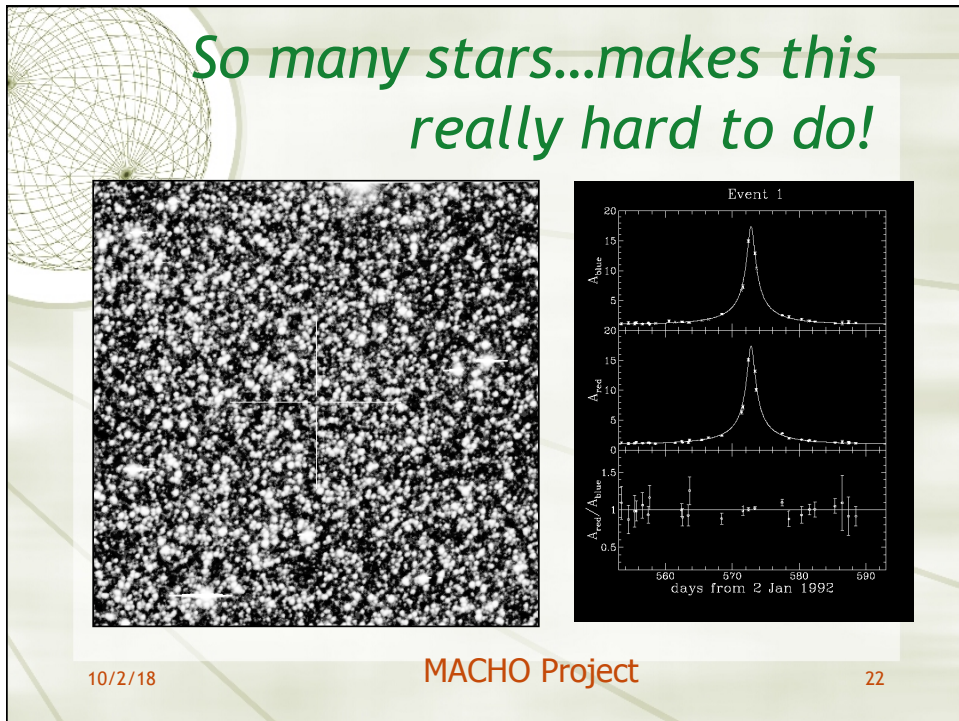 So many stars…makes this
really hard to do!
Event 1
20
15
10
5
A_blue
20
15
10
5
0
A_red
1.5
1
0.5
A_red/A_blue
560 570 580 590
days from 2 Jan 1992
10/2/18 MACHO Project 22